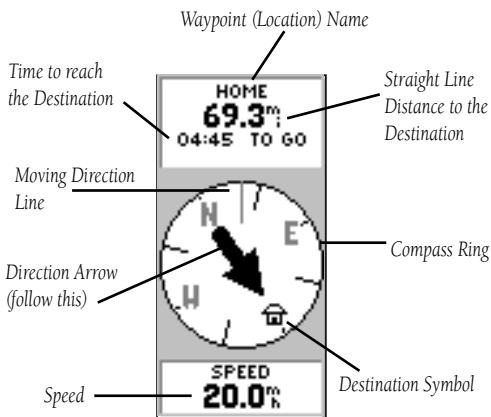 Waypoint (Location) Name
Time to reach
the Destination
HOME
69.3mi
04:45 TO GO
Straight Line
Distance to the
Destination
Moving Direction
Line
N
E
W
Compass Ring
Direction Arrow
(follow this)
Destination Symbol
SPEED
20.0mh
Speed